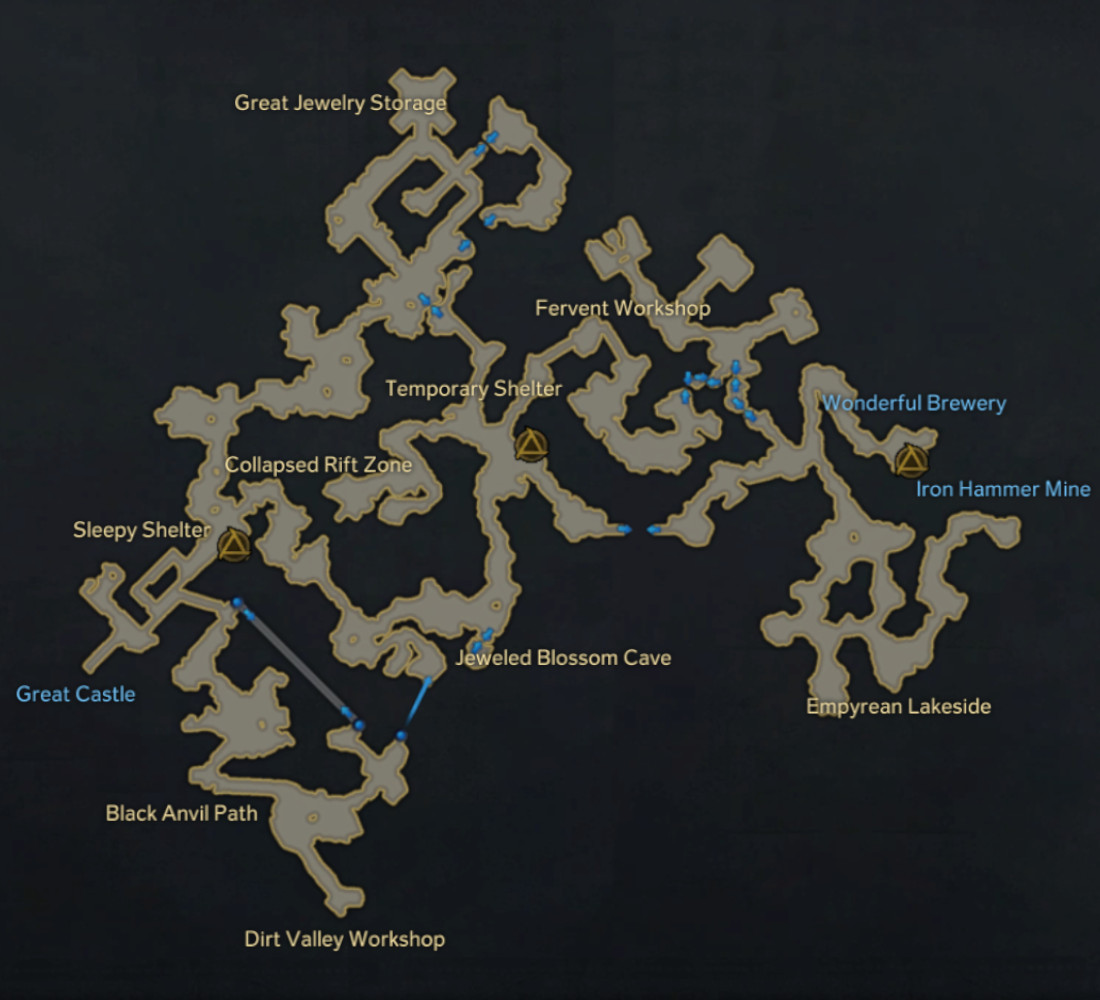 Great Jewelry Storage
Fervent Workshop
Temporary Shelter
Wonderful Brewery
Collapsed Rift Zone
Iron Hammer Mine
Sleepy Shelter
Jeweled Blossom Cave
Great Castle
Empyrean Lakeside
Black Anvil Path
Dirt Valley Workshop